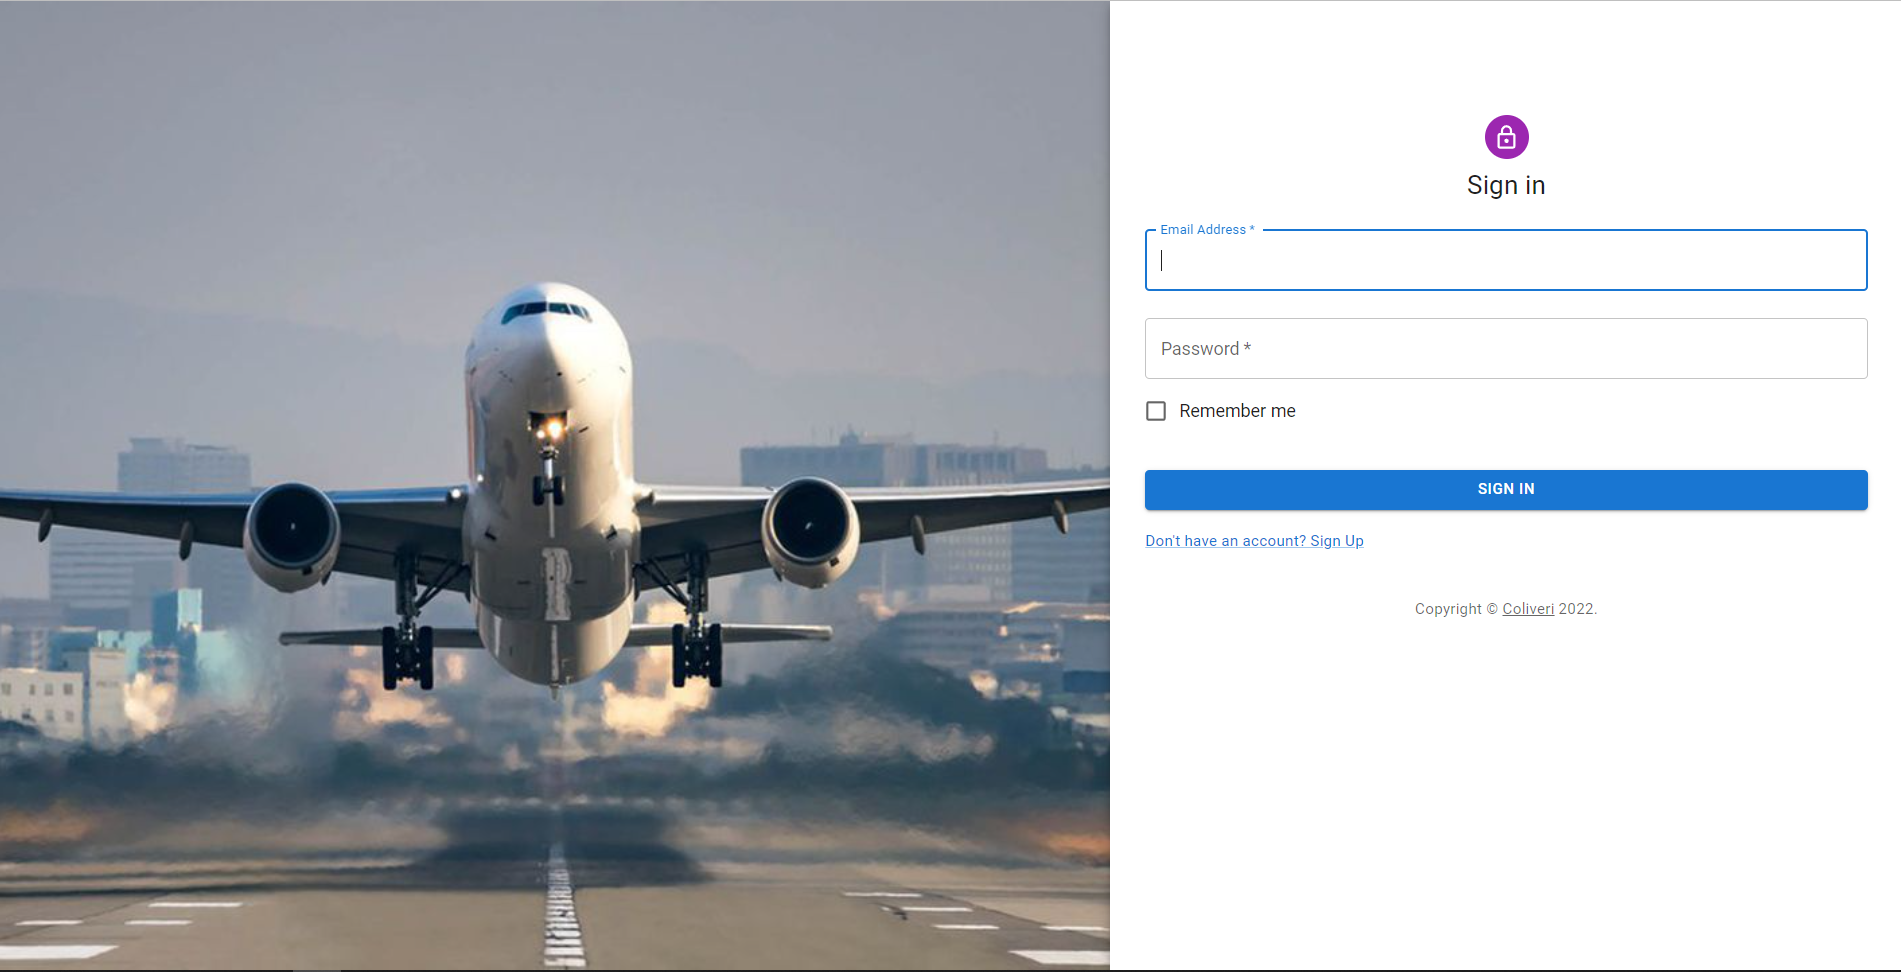 Sign in
Email Address *
Password *
Remember me
SIGN IN
Don't have an account? Sign Up
Copyright © Coliveri 2022.